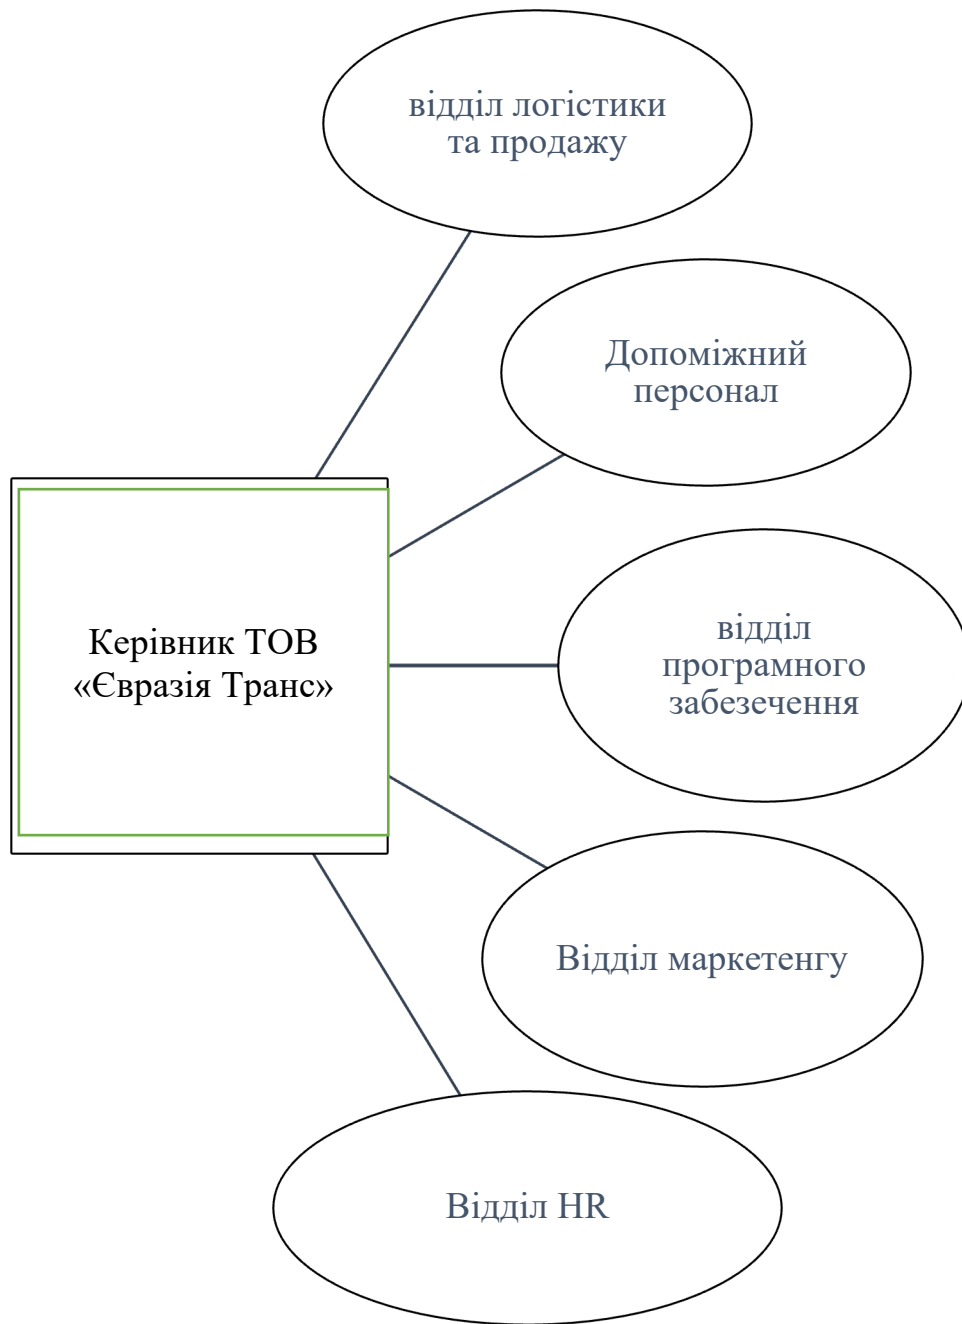 відділ логістики
та продажу
Допоміжний
персонал
Керівник ТОВ
«Євразія Транс»
відділ
програмного
забезечення
Відділ маркетенгу
Відділ HR